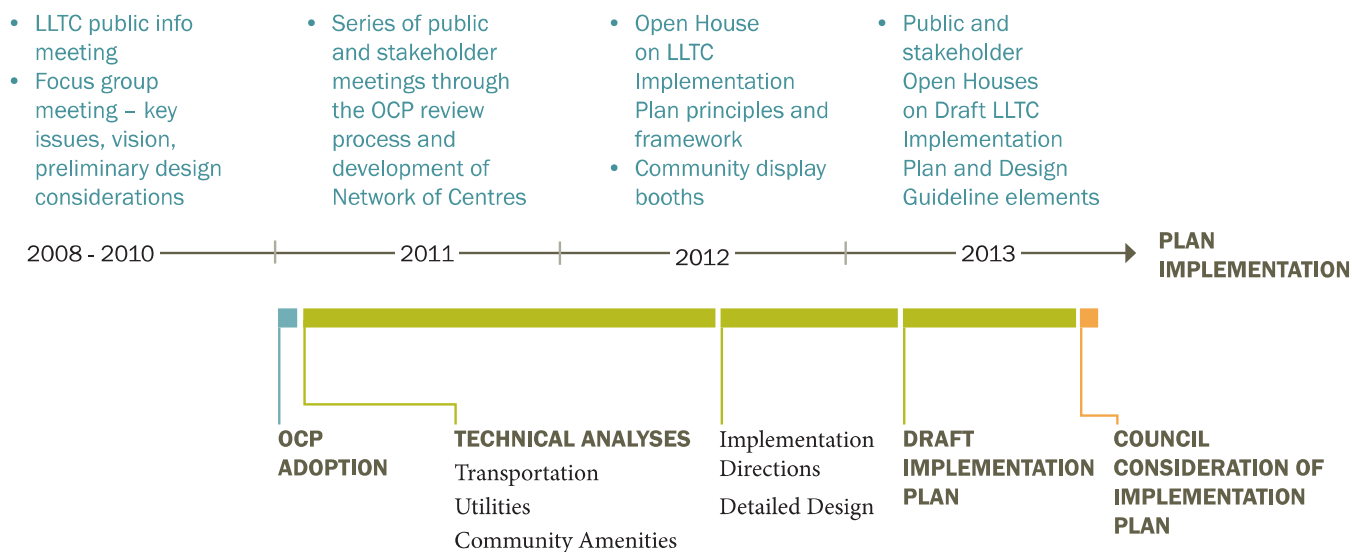 • LLTC public info
meeting
• Focus group
meeting – key
issues, vision,
preliminary design
considerations
• Series of public
and stakeholder
meetings through
the OCP review
process and
development of
Network of Centres
• Open House
on LLTC
Implementation
Plan principles and
framework
• Community display
booths
• Public and
stakeholder
Open Houses
on Draft LLTC
Implementation
Plan and Design
Guideline elements
2008 - 2010
2011
2012
2013
PLAN
IMPLEMENTATION
OCP
ADOPTION
TECHNICAL ANALYSES
Transportation
Utilities
Community Amenities
Implementation
Directions
Detailed Design
DRAFT
IMPLEMENTATION
PLAN
COUNCIL
CONSIDERATION OF
IMPLEMENTATION
PLAN